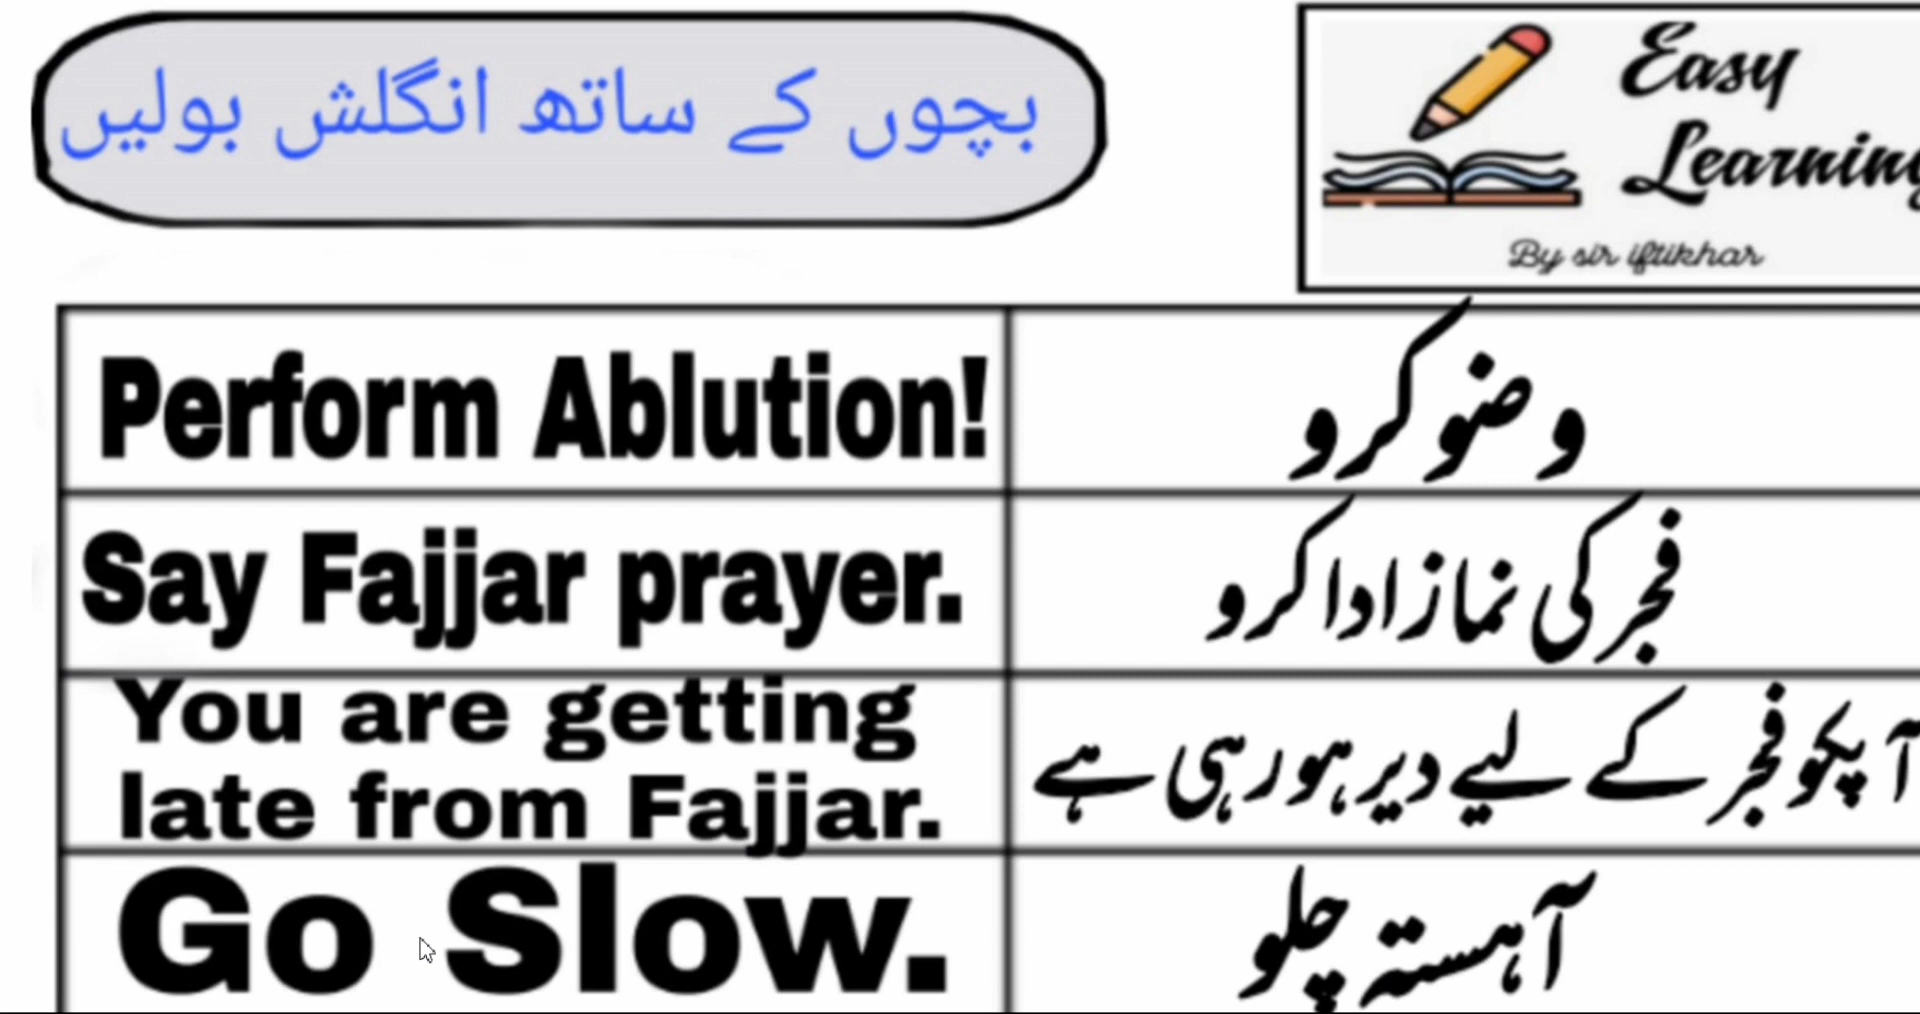 بچوں کے ساتھ انگلش بولیں
Easy
Learning
By sir iftikhar
Perform Ablution!
وضو کرو
Say Fajjar prayer.
فجر کی نماز ادا کرو
You are getting
late from Fajjar.
آپکو فجر کے لیے دیر ہو رہی ہے
Go Slow.
آہستہ چلو